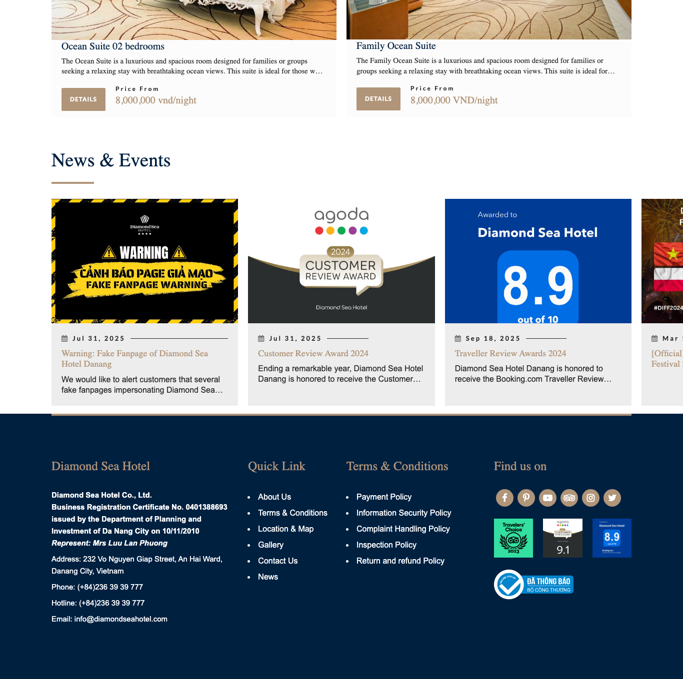 Ocean Suite 02 bedrooms
The Ocean Suite is a luxurious and spacious room designed for families or groups
seeking a relaxing stay with breathtaking ocean views. This suite is ideal for those w…
DETAILS
Price From
8,000,000 vnd/night
Family Ocean Suite
The Family Ocean Suite is a luxurious and spacious room designed for families or
groups seeking a relaxing stay with breathtaking ocean views. This suite is ideal for…
DETAILS
Price From
8,000,000 VND/night
News & Events
Diamond Sea
HOTEL
WARNING
CẢNH BÁO PAGE GIẢ MẠO
FAKE FANPAGE WARNING
Jul 31, 2025
Warning: Fake Fanpage of Diamond Sea
Hotel Danang
We would like to alert customers that several
fake fanpages impersonating Diamond Sea…
agoda
2024
CUSTOMER
REVIEW AWARD
Diamond Sea Hotel
Jul 31, 2025
Customer Review Award 2024
Ending a remarkable year, Diamond Sea Hotel
Danang is honored to receive the Customer…
Awarded to
Diamond Sea Hotel
8.9
out of 10
Sep 18, 2025
Traveller Review Awards 2024
Diamond Sea Hotel Danang is honored to
receive the Booking.com Traveller Review…
#DIFF2024
Mar
[Official
Festival
Diamond Sea Hotel
Diamond Sea Hotel Co., Ltd.
Business Registration Certificate No. 0401388693
issued by the Department of Planning and
Investment of Da Nang City on 10/11/2010
Represent: Mrs Luu Lan Phuong
Address: 232 Vo Nguyen Giap Street, An Hai Ward,
Danang City, Vietnam
Phone: (+84)236 39 39 777
Hotline: (+84)236 39 39 777
Email: info@diamondseahotel.com
Quick Link
About Us
Terms & Conditions
Location & Map
Gallery
Contact Us
News
Terms & Conditions
Payment Policy
Information Security Policy
Complaint Handling Policy
Inspection Policy
Return and refund Policy
Find us on
Travelers'
Choice
2023
agoda
9.1
8.9
ĐÃ THÔNG BÁO
BỘ CÔNG THƯƠNG